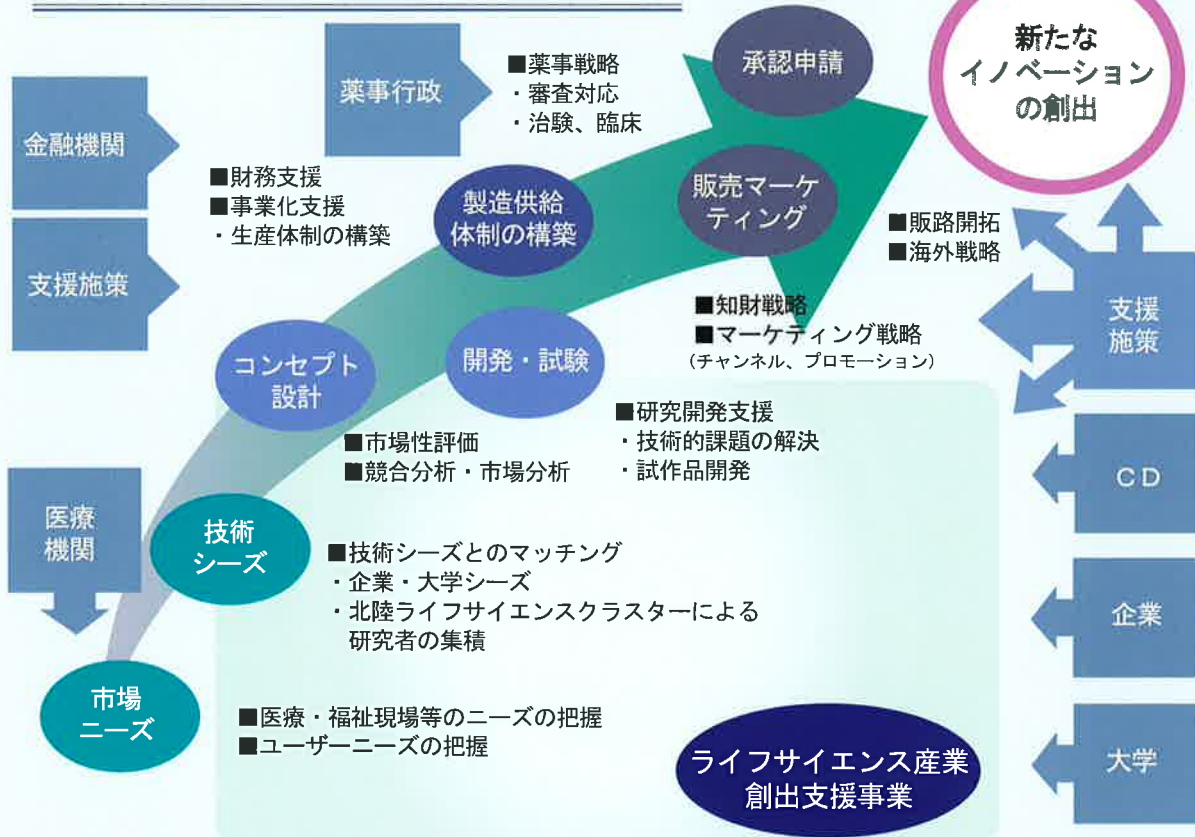 新たな
イノベーション
の創出
承認申請
薬事行政
■薬事戦略
・審査対応
・治験、臨床
金融機関
■財務支援
■事業化支援
・生産体制の構築
製造供給
体制の構築
販売マーケ
ティング
■販路開拓
■海外戦略
支援施策
支援
施策
■知財戦略
■マーケティング戦略
(チャンネル、プロモーション)
コンセプト
設計
開発・試験
■市場性評価
■競合分析・市場分析
■研究開発支援
・技術的課題の解決
・試作品開発
CD
医療
機関
技術
シーズ
■技術シーズとのマッチング
・企業・大学シーズ
・北陸ライフサイエンスクラスターによる
研究者の集積
企業
市場
ニーズ
■医療・福祉現場等のニーズの把握
■ユーザーニーズの把握
ライフサイエンス産業
創出支援事業
大学